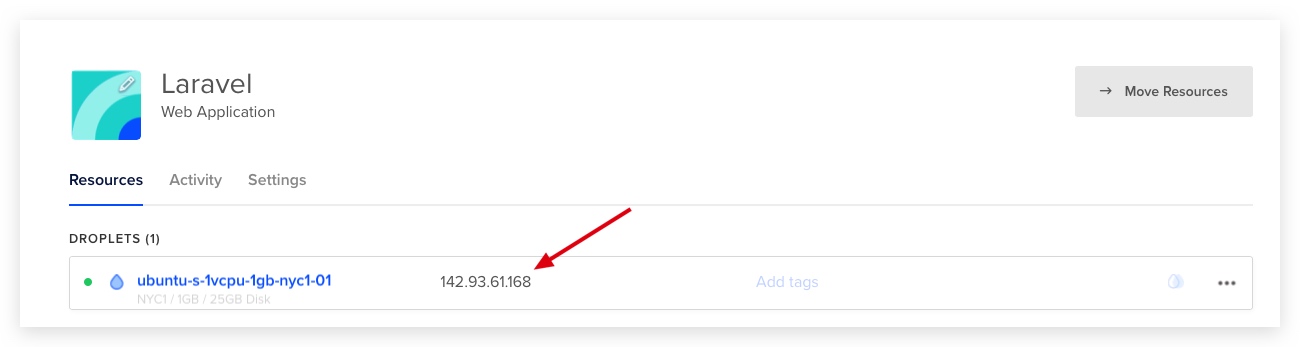 Laravel
Web Application
→ Move Resources
Resources Activity Settings
DROPLETS (1)
ubuntu-s-1vcpu-1gb-nyc1-01 142.93.61.168 Add tags •••
NYC1 / 1GB / 25GB Disk